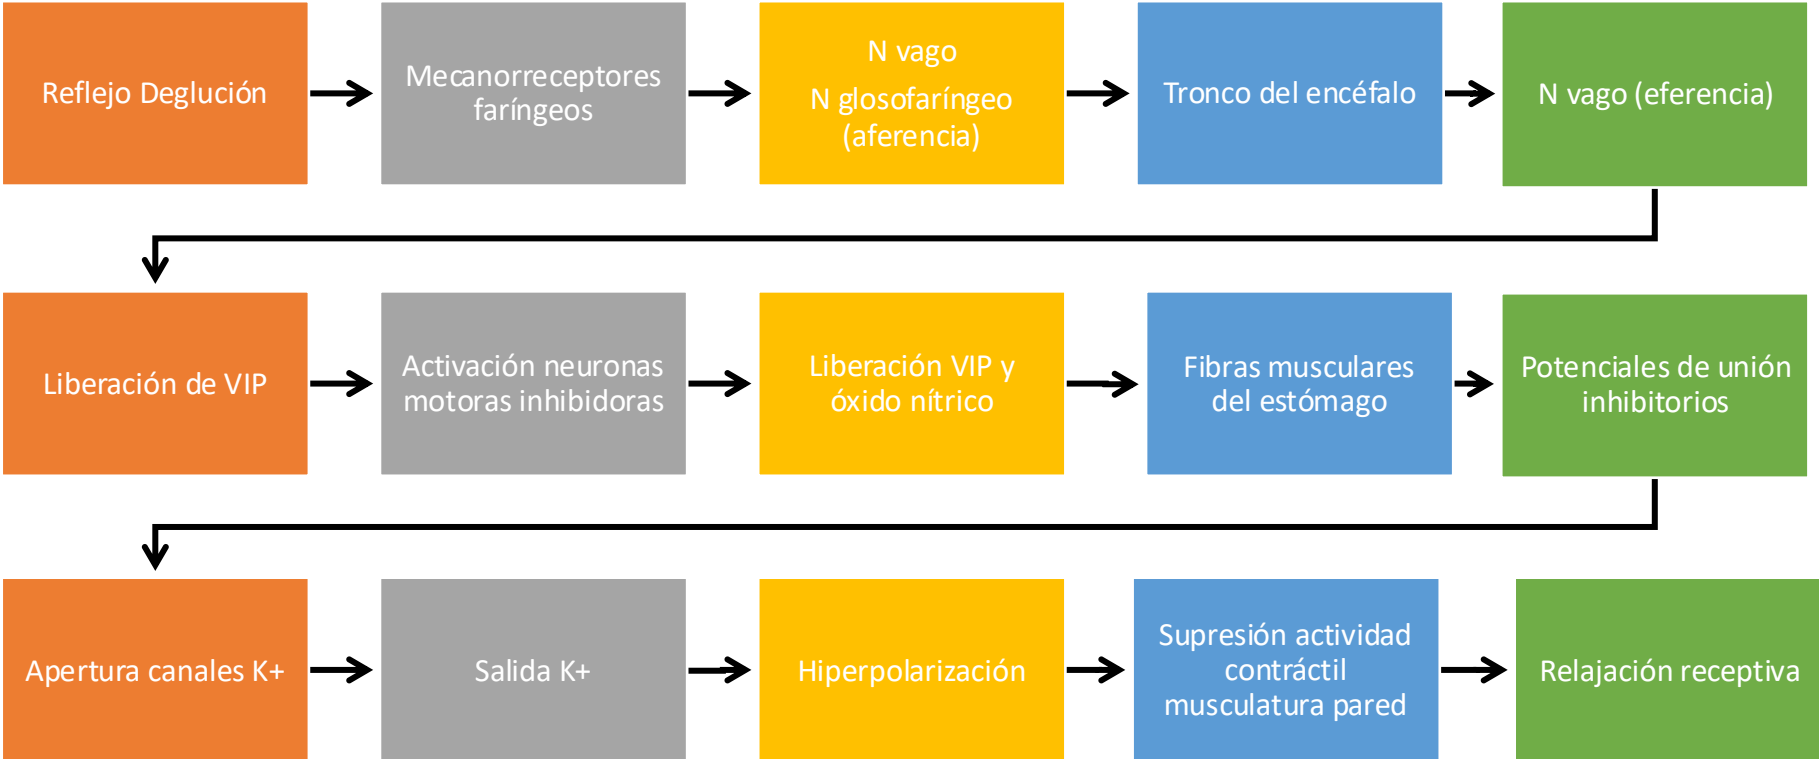 Reflejo Deglución
Mecanorreceptores
faríngeos
N vago
N glosofaríngeo
(aferencia)
Tronco del encéfalo
N vago (eferencia)
Liberación de VIP
Activación neuronas
motoras inhibidoras
Liberación VIP y
óxido nítrico
Fibras musculares
del estómago
Potenciales de unión
inhibitorios
Apertura canales K+
Salida K+
Hiperpolarización
Supresión actividad
contráctil
musculatura pared
Relajación receptiva